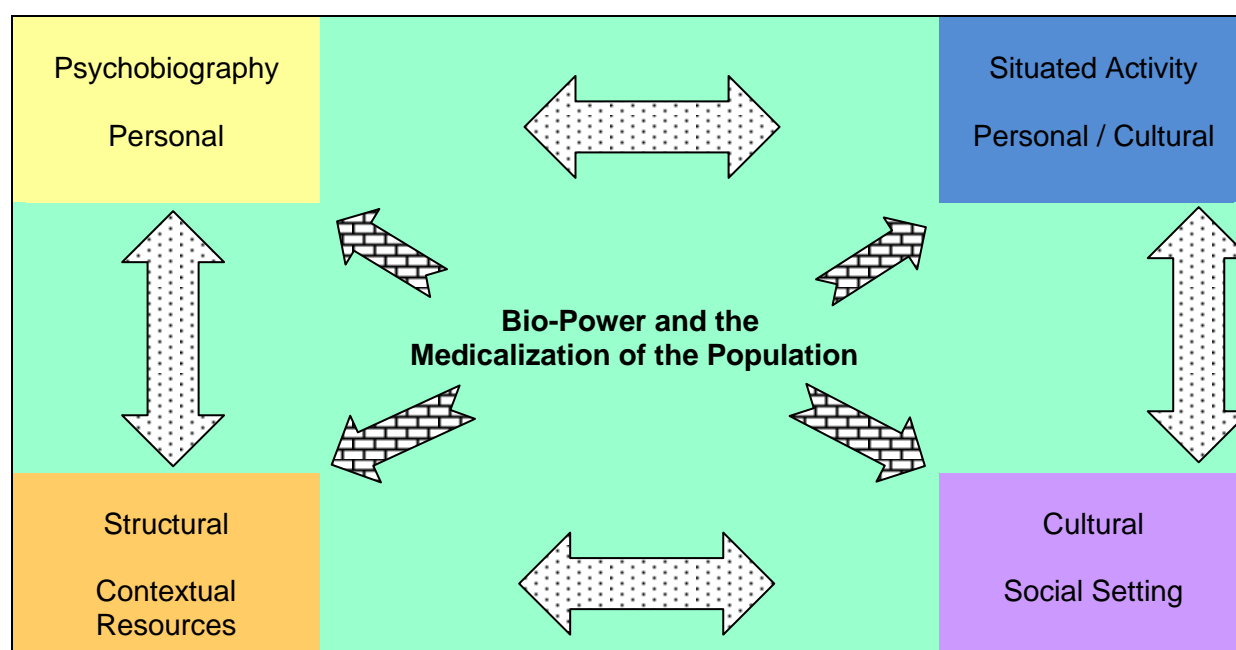 Psychobiography
Personal
Situated Activity
Personal / Cultural
Bio-Power and the
Medicalization of the Population
Structural
Contextual
Resources
Cultural
Social Setting